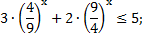 3·(4/9)^x + 2·(9/4)^x ≤ 5;